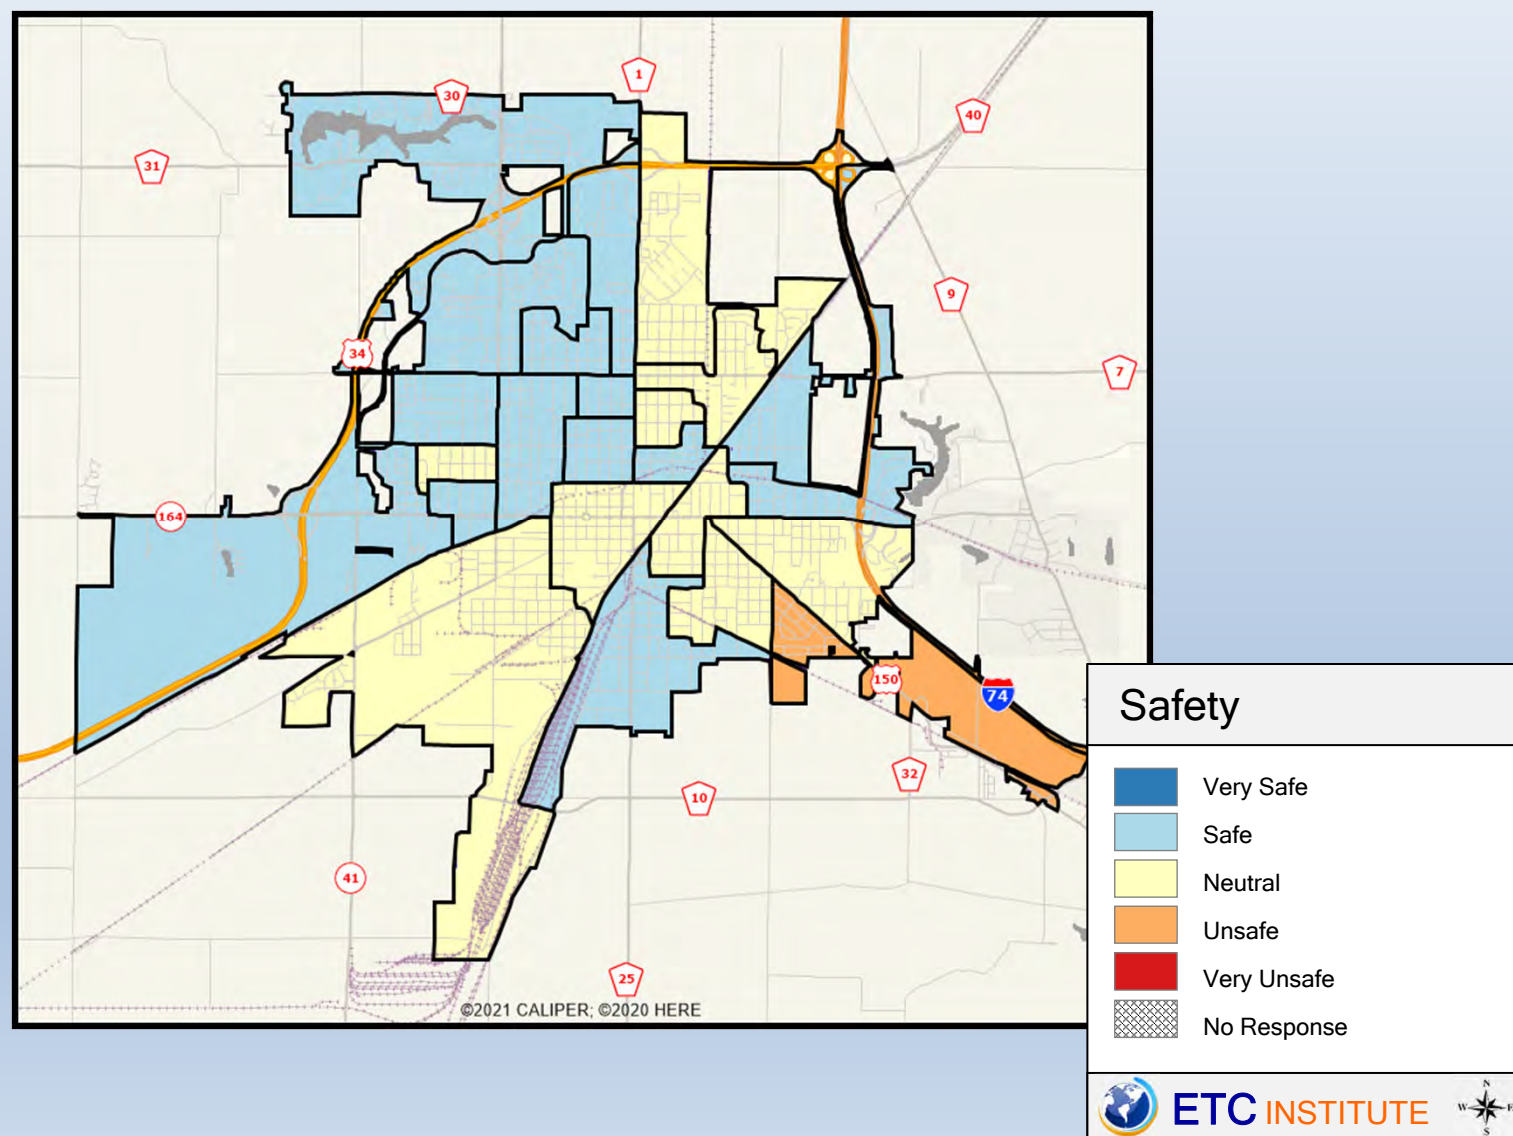 1
30
40
31
9
34
7
164
150
74
32
10
41
25
©2021 CALIPER; ©2020 HERE
Safety
Very Safe
Safe
Neutral
Unsafe
Very Unsafe
No Response
ETC INSTITUTE
N
W E
S